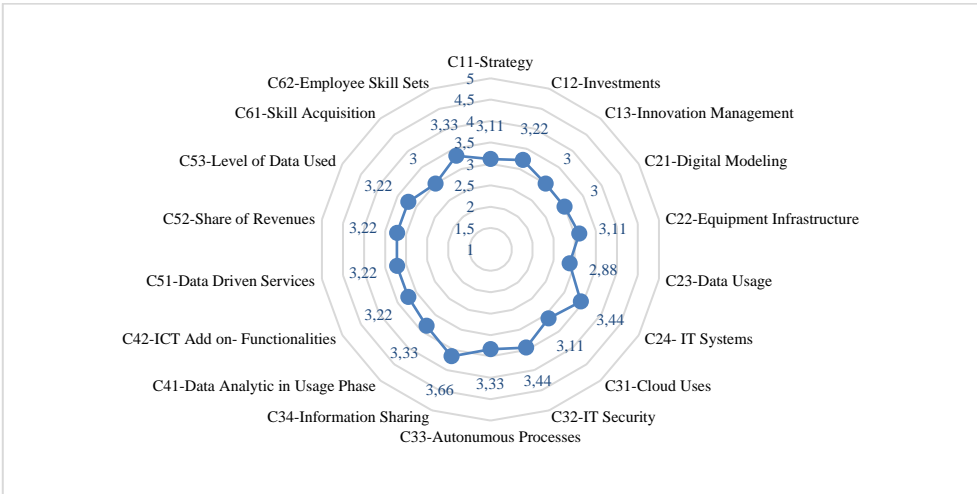 C11-Strategy
C12-Investments
C13-Innovation Management
C21-Digital Modeling
C22-Equipment Infrastructure
C23-Data Usage
C24- IT Systems
C31-Cloud Uses
C32-IT Security
C33-Autonumous Processes
C34-Information Sharing
C41-Data Analytic in Usage Phase
C42-ICT Add on- Functionalities
C51-Data Driven Services
C52-Share of Revenues
C53-Level of Data Used
C61-Skill Acquisition
C62-Employee Skill Sets
5
4,5
4
3,5
3
2,5
2
1,5
1
3,11
3,22
3
3
3,11
2,88
3,44
3,11
3,44
3,33
3,66
3,33
3,22
3,22
3,22
3,22
3
3,33